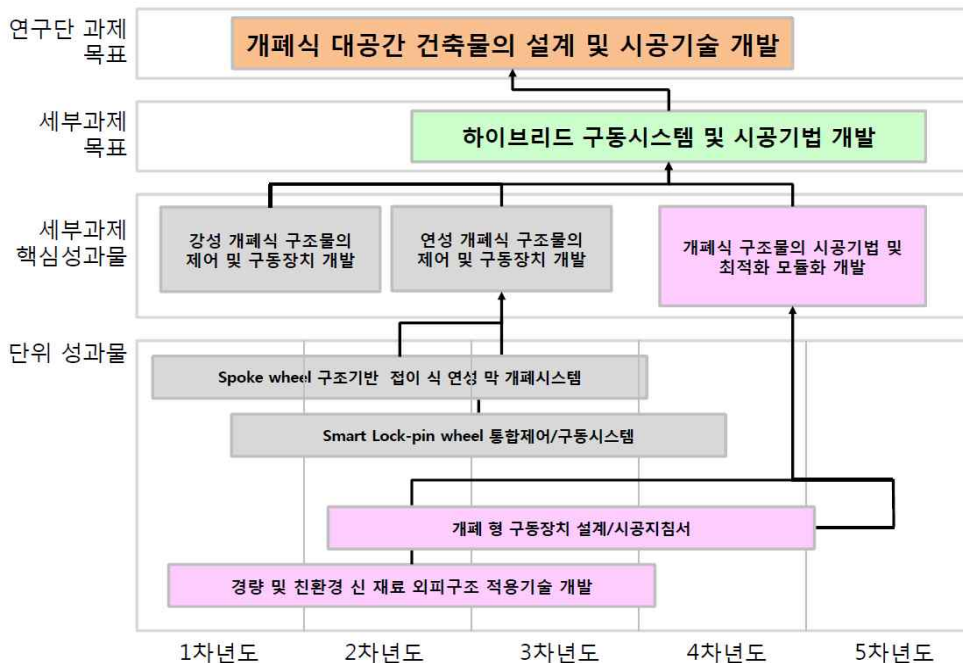 연구단 과제
목표
개폐식 대공간 건축물의 설계 및 시공기술 개발
세부과제
목표
하이브리드 구동시스템 및 시공기법 개발
세부과제
핵심성과물
강성 개폐식 구조물의
제어 및 구동장치 개발
연성 개폐식 구조물의
제어 및 구동장치 개발
개폐식 구조물의 시공기법 및
최적화 모듈화 개발
단위 성과물
Spoke wheel 구조기반 접이 식 연성 막 개폐시스템
Smart Lock-pin wheel 통합제어/구동시스템
개폐 형 구동장치 설계/시공지침서
경량 및 친환경 신 재료 외피구조 적용기술 개발
1차년도
2차년도
3차년도
4차년도
5차년도